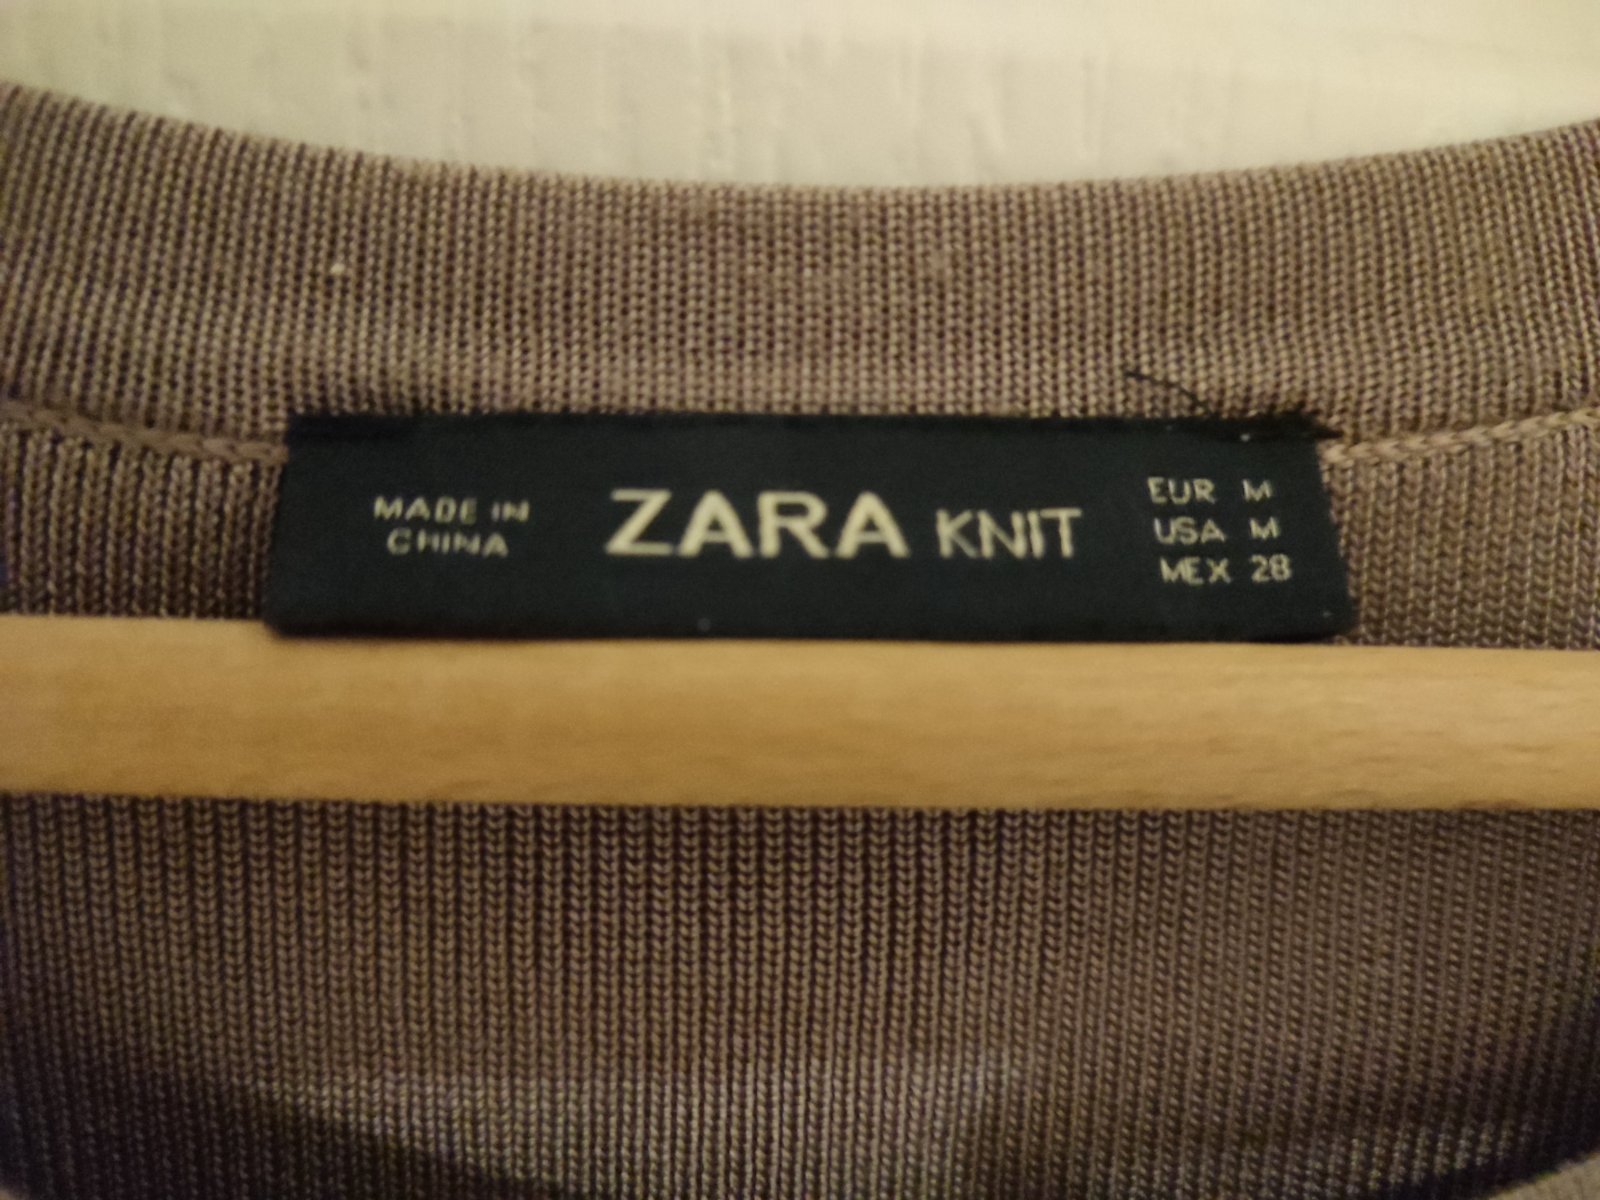 MADE IN
CHINA
ZARA KNIT
EUR M
USA M
MEX 28